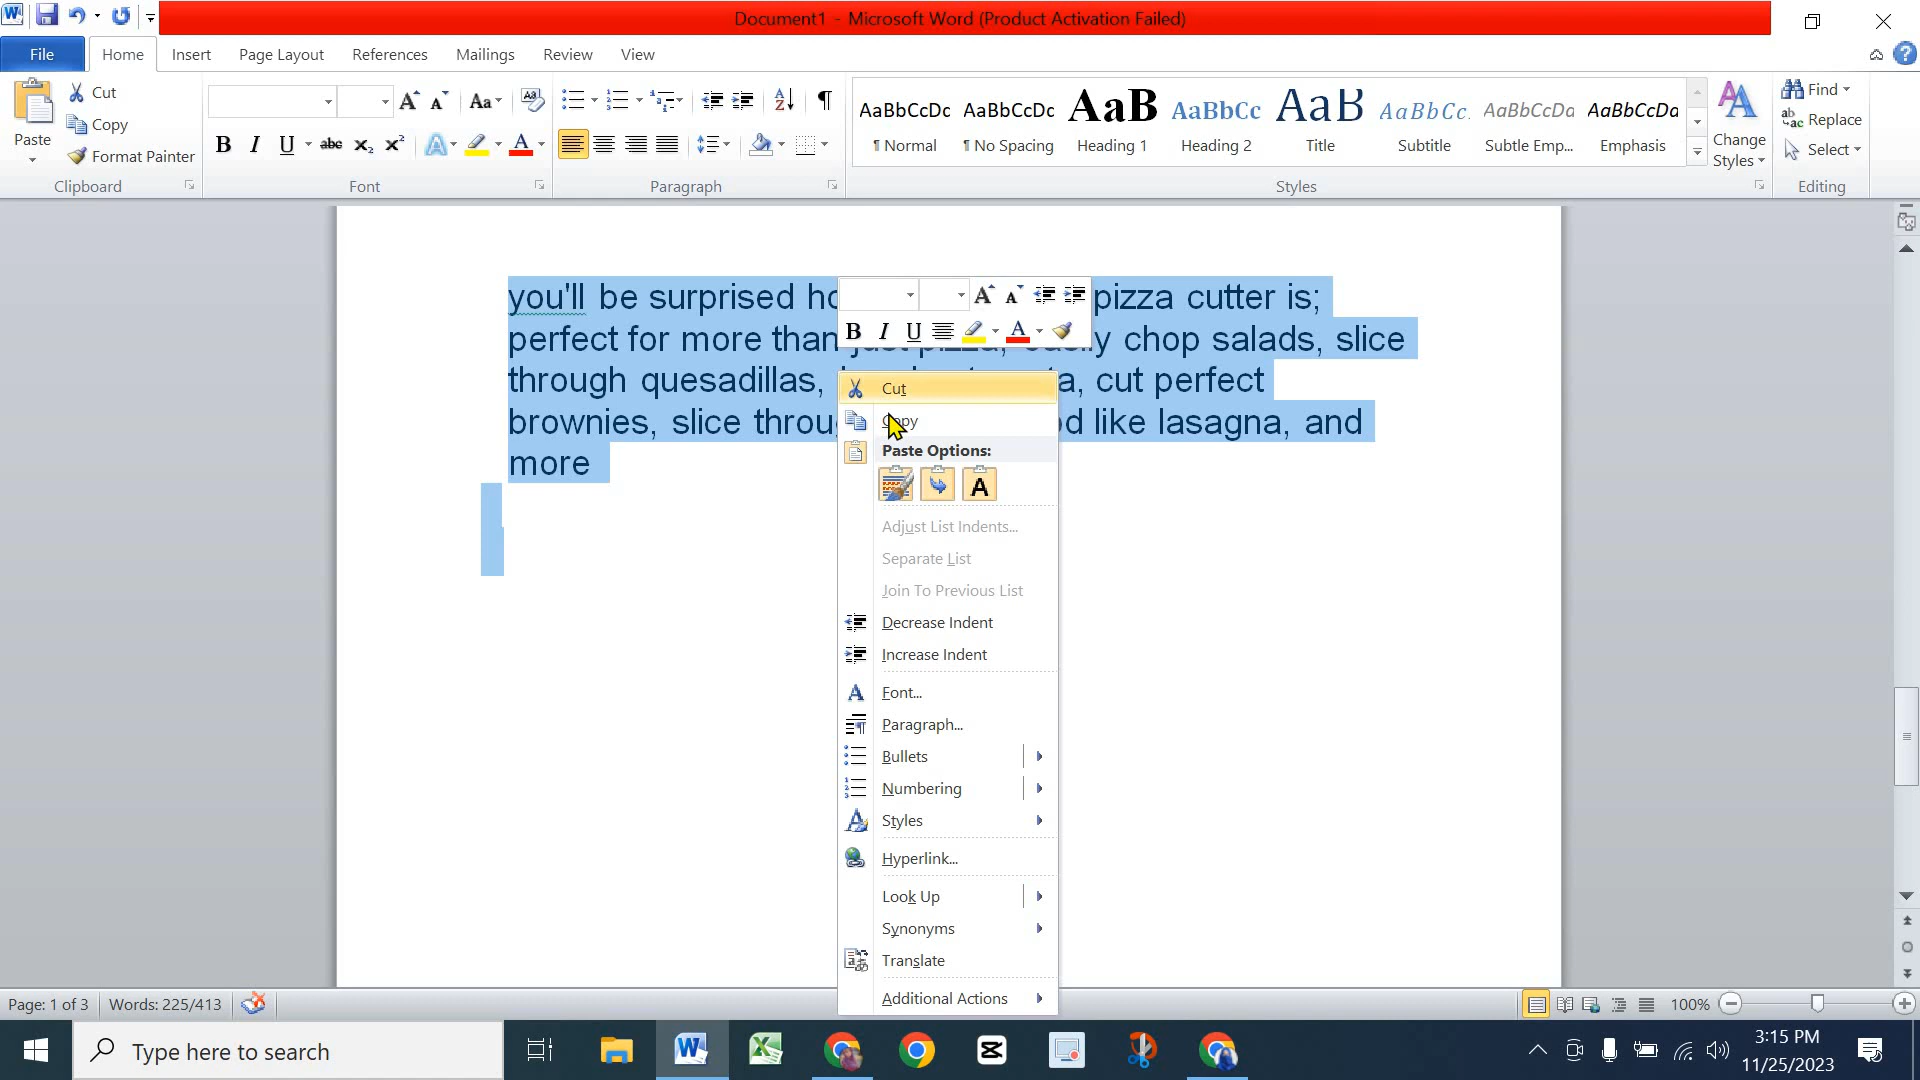 Document1 - Microsoft Word (Product Activation Failed)
File Home Insert Page Layout References Mailings Review View
Cut
Copy
Format Painter
Paste
Clipboard
Font
Paragraph
AaBbCcDc AaBbCcDc AaB AaBbCc AaB AaBbCc. AaBbCcDa AaBbCcDa
¶ Normal ¶ No Spacing Heading 1 Heading 2 Title Subtitle Subtle Emp... Emphasis
Styles
Change
Styles
Find
Replace
Select
Editing
you'll be surprised pizza cutter is;
perfect for more than chop salads, slice
through quesadillas, cut perfect
brownies, slice like lasagna, and
more
Cut
Copy
Paste Options:
Adjust List Indents...
Separate List
Join To Previous List
Decrease Indent
Increase Indent
Font...
Paragraph...
Bullets
Numbering
Styles
Hyperlink...
Look Up
Synonyms
Translate
Additional Actions
Page: 1 of 3 Words: 225/413 100%
Type here to search
3:15 PM
11/25/2023